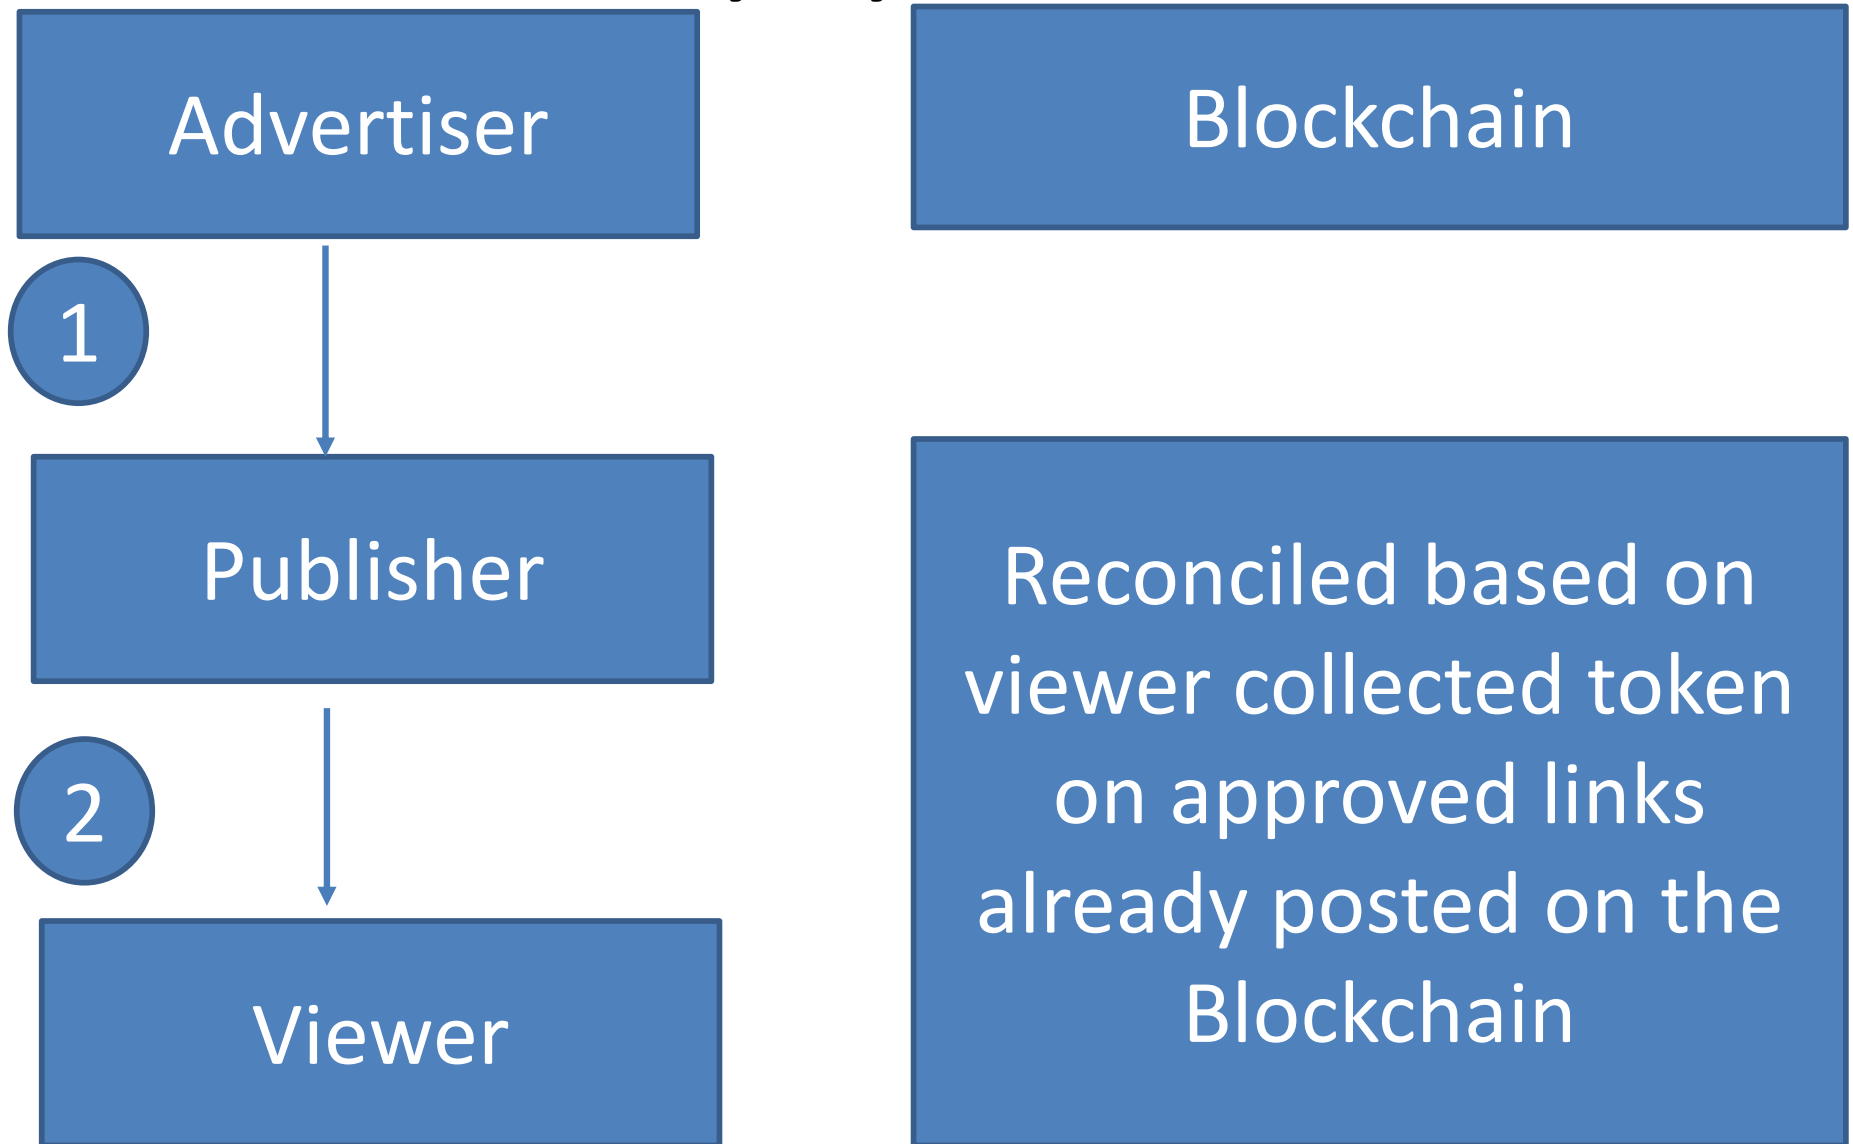 Advertiser
Blockchain
1
Publisher
2
Viewer
Reconciled based on
viewer collected token
on approved links
already posted on the
Blockchain